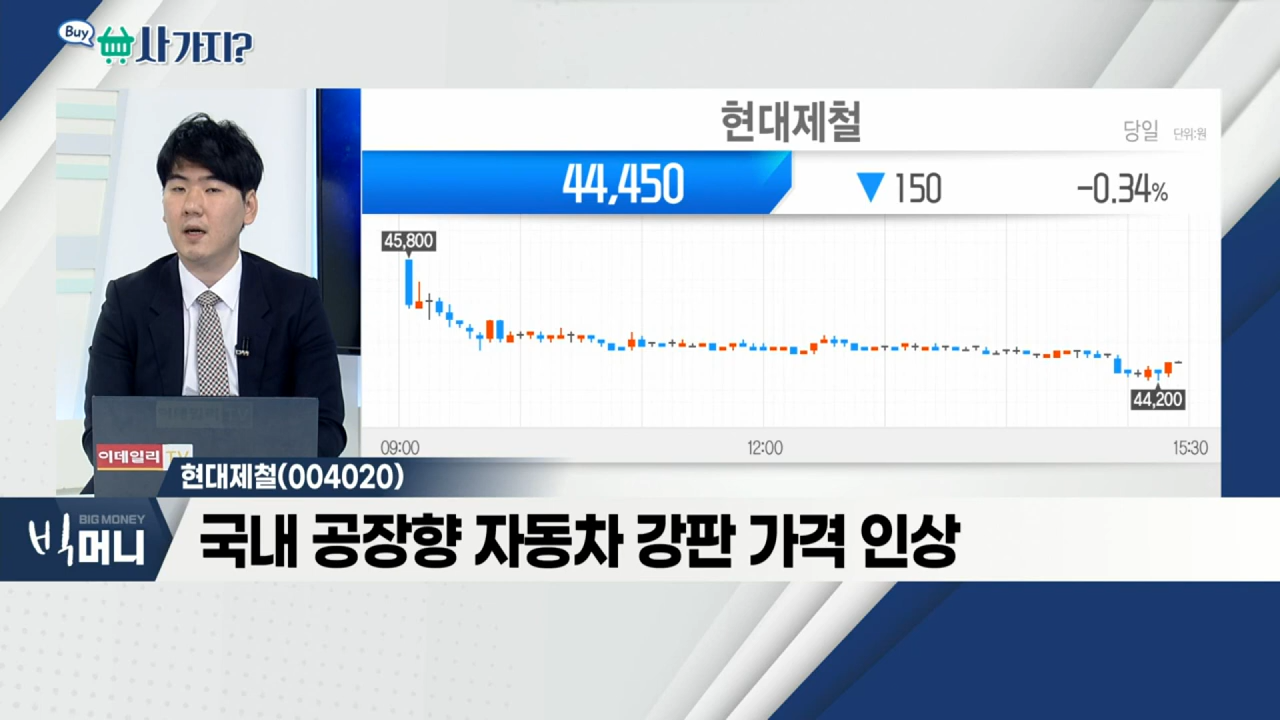 Buy 사가지?
현대제철
당일 단위:원
44,450 ▼ 150 -0.34%
45,800
44,200
09:00 12:00 15:30
이데일리 TV
현대제철(004020)
BIG MONEY
빅머니
국내 공장향 자동차 강판 가격 인상